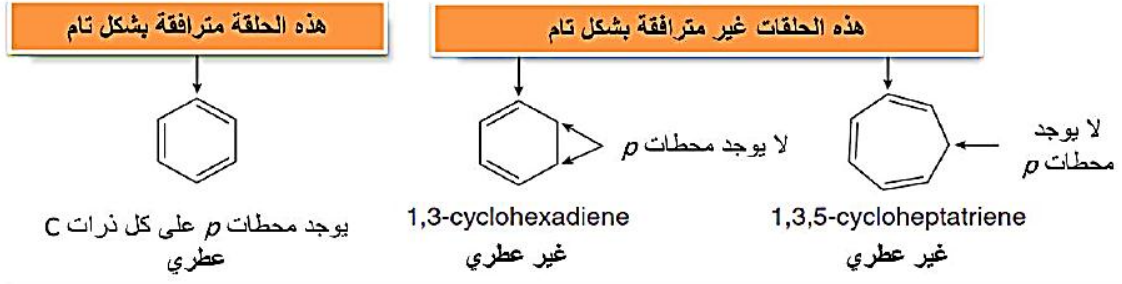 هذه الحلقة مترافقة بشكل تام
هذه الحلقات غير مترافقة بشكل تام
يوجد محطات p على كل ذرات C
عطري
لا يوجد محطات p
1,3-cyclohexadiene
غير عطري
لا يوجد
محطات p
1,3,5-cycloheptatriene
غير عطري